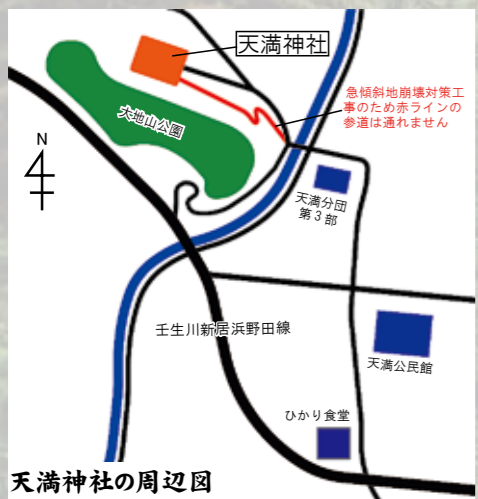 天満神社
急傾斜地崩壊対策工
事のため赤ラインの
参道は通れません
大地山公園
N
天満分団
第3部
壬生川新居浜野田線
天満公民館
ひかり食堂
天満神社の周辺図